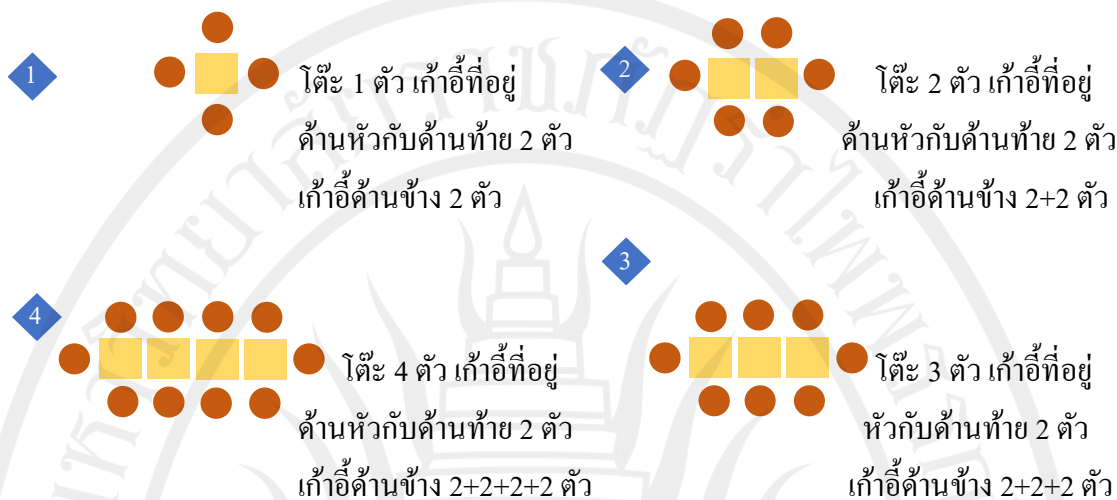 1
โต๊ะ 1 ตัว เก้าอี้ที่อยู่
ด้านหัวกับด้านท้าย 2 ตัว
เก้าอี้ด้านข้าง 2 ตัว
2
โต๊ะ 2 ตัว เก้าอี้ที่อยู่
ด้านหัวกับด้านท้าย 2 ตัว
เก้าอี้ด้านข้าง 2+2 ตัว
3
โต๊ะ 3 ตัว เก้าอี้ที่อยู่
หัวกับด้านท้าย 2 ตัว
เก้าอี้ด้านข้าง 2+2+2 ตัว
4
โต๊ะ 4 ตัว เก้าอี้ที่อยู่
ด้านหัวกับด้านท้าย 2 ตัว
เก้าอี้ด้านข้าง 2+2+2+2 ตัว